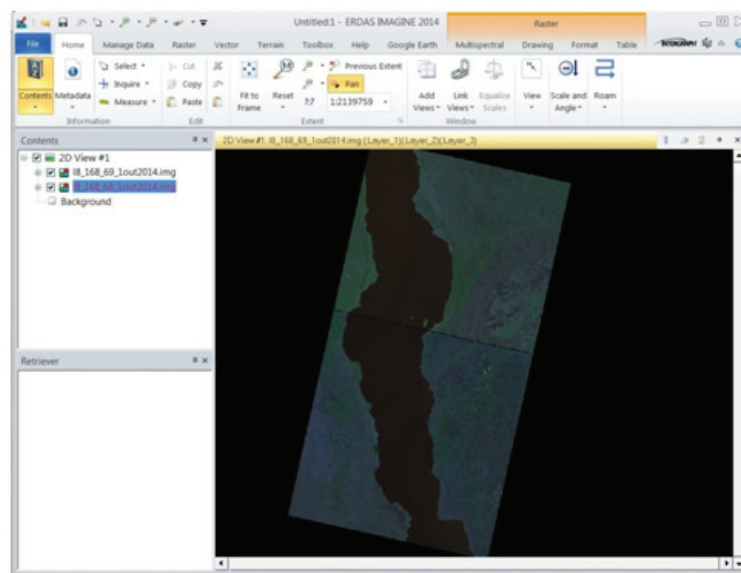 Untitled:1 - ERDAS IMAGINE 2014
Raster
File Home Manage Data Raster Vector Terrain Toolbox Help Google Earth Multispectral Drawing Format Table INTERGRAPH
Contents
Metadata
Select
Inquire
Measure
Information
Cut
Copy
Paste
Edit
Fit to Frame
Reset
1:1
Previous Extent
Pan
1:2139759
Extent
Add Views
Link Views
Equalize Scales
Window
View
Scale and Angle
Roam
Contents
2D View #1
l8_168_69_1out2014.img
l8_168_68_1out2014.img
Background
Retriever
2D View #1: l8_168_69_1out2014.img (:Layer_1)(:Layer_2)(:Layer_3)